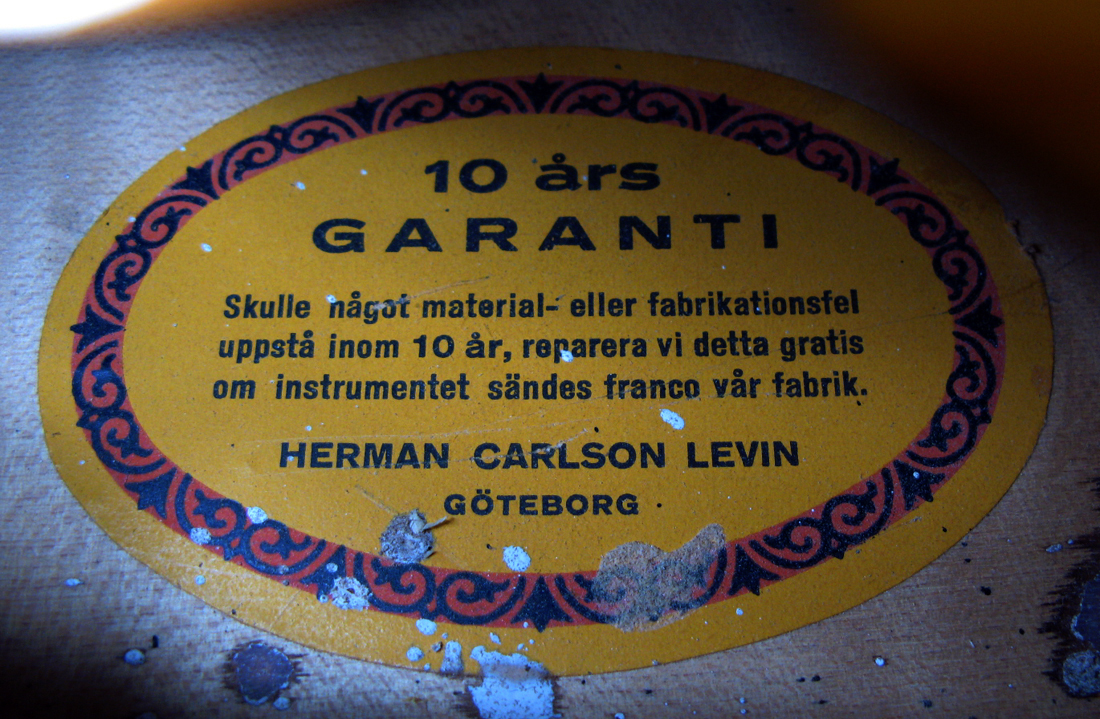 10 års
GARANTI
Skulle något material- eller fabrikationsfel
uppstå inom 10 år, reparera vi detta gratis
om instrumentet sändes franco vår fabrik.
HERMAN CARLSON LEVIN
GÖTEBORG